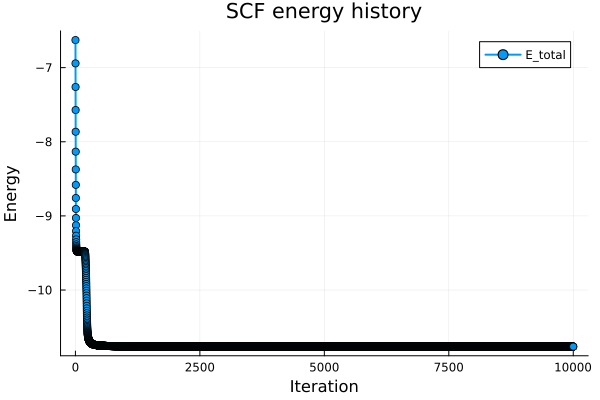 SCF energy history
E_total
−7
−8
−9
−10
Energy
0 2500 5000 7500 10000
Iteration